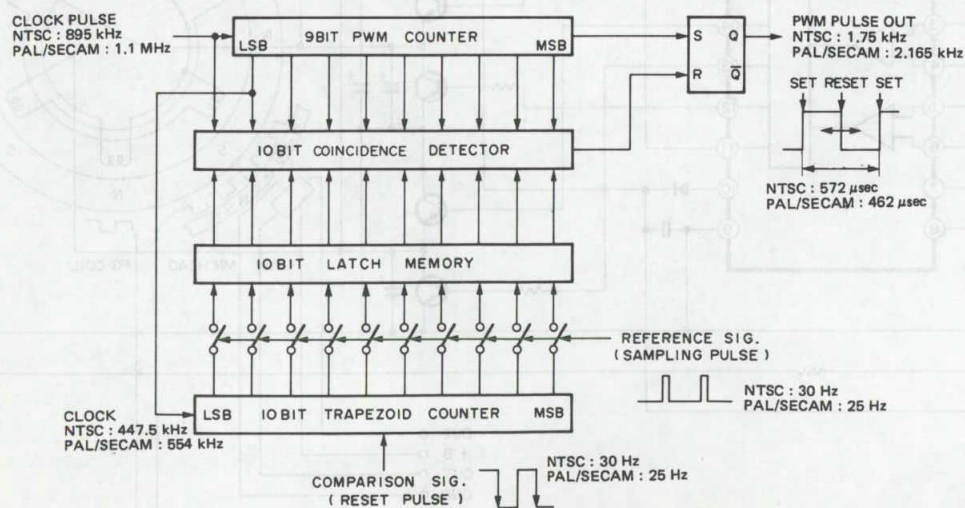 CLOCK PULSE
NTSC : 895 kHz
PAL/SECAM : 1.1 MHz
LSB 9BIT PWM COUNTER MSB
S Q
R Q̅
PWM PULSE OUT
NTSC : 1.75 kHz
PAL/SECAM : 2.165 kHz
SET RESET SET
NTSC : 572 μsec
PAL/SECAM : 462 μsec
10BIT COINCIDENCE DETECTOR
10BIT LATCH MEMORY
REFERENCE SIG.
(SAMPLING PULSE)
NTSC : 30 Hz
PAL/SECAM : 25 Hz
CLOCK
NTSC : 447.5 kHz
PAL/SECAM : 554 kHz
LSB 10BIT TRAPEZOID COUNTER MSB
COMPARISON SIG.
(RESET PULSE)
NTSC : 30 Hz
PAL/SECAM : 25 Hz